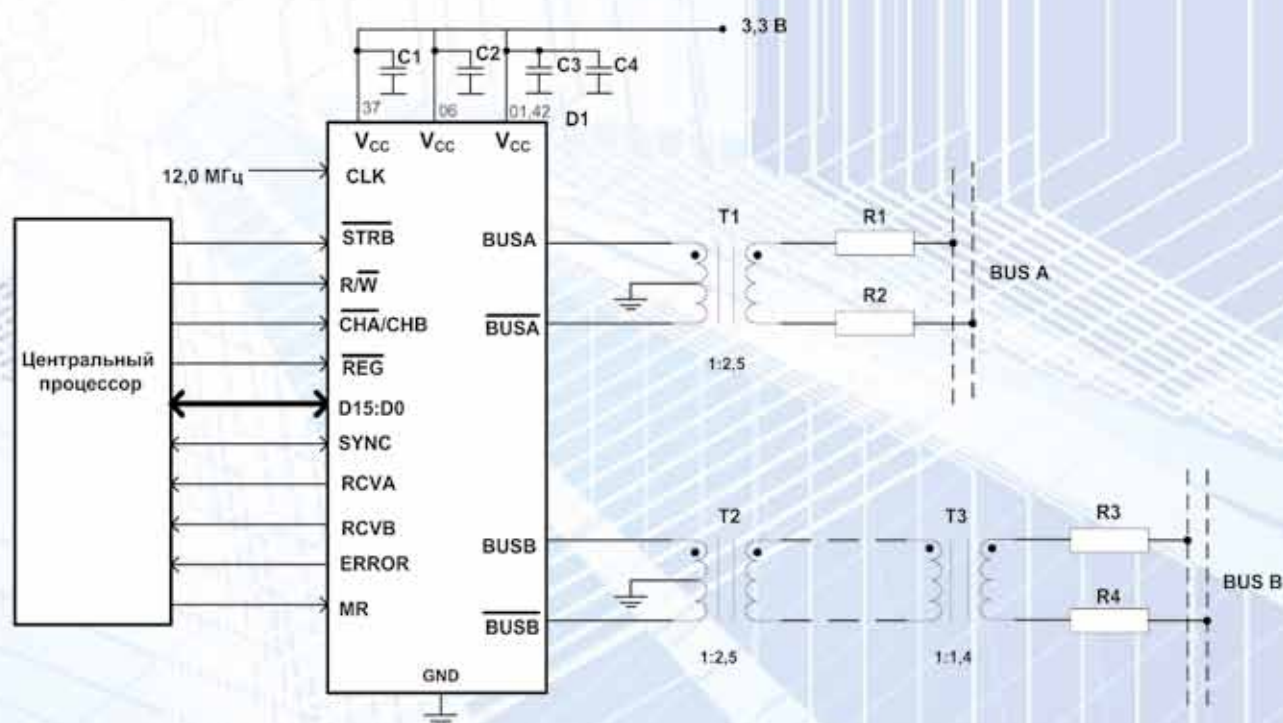 3,3 В
C1
C2
C3
C4
37
06
01,42
D1
VCC
VCC
VCC
12,0 МГц
CLK
Центральный
процессор
STRB
R/W
CHA/CHB
REG
D15:D0
SYNC
RCVA
RCVB
ERROR
MR
GND
BUSA
BUSA
T1
1:2,5
R1
R2
BUS A
BUSB
BUSB
T2
1:2,5
T3
1:1,4
R3
R4
BUS B